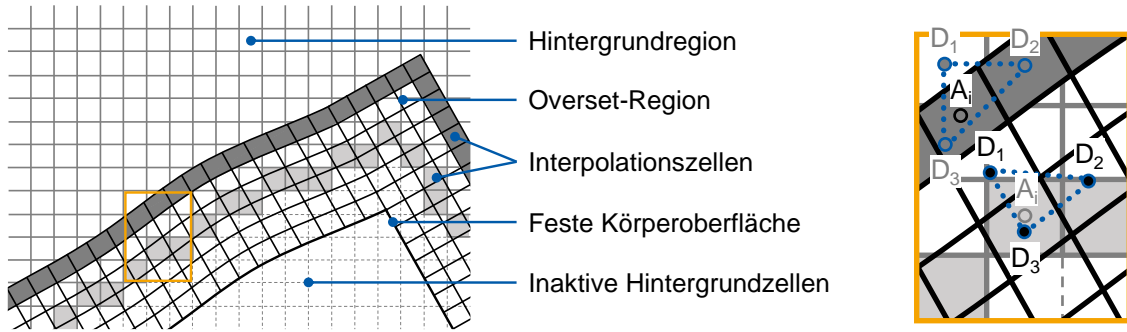 Hintergrundregion
Overset-Region
Interpolationszellen
Feste Körperoberfläche
Inaktive Hintergrundzellen
D1 D2
Ai
D3 D1 D2
Ai
D3